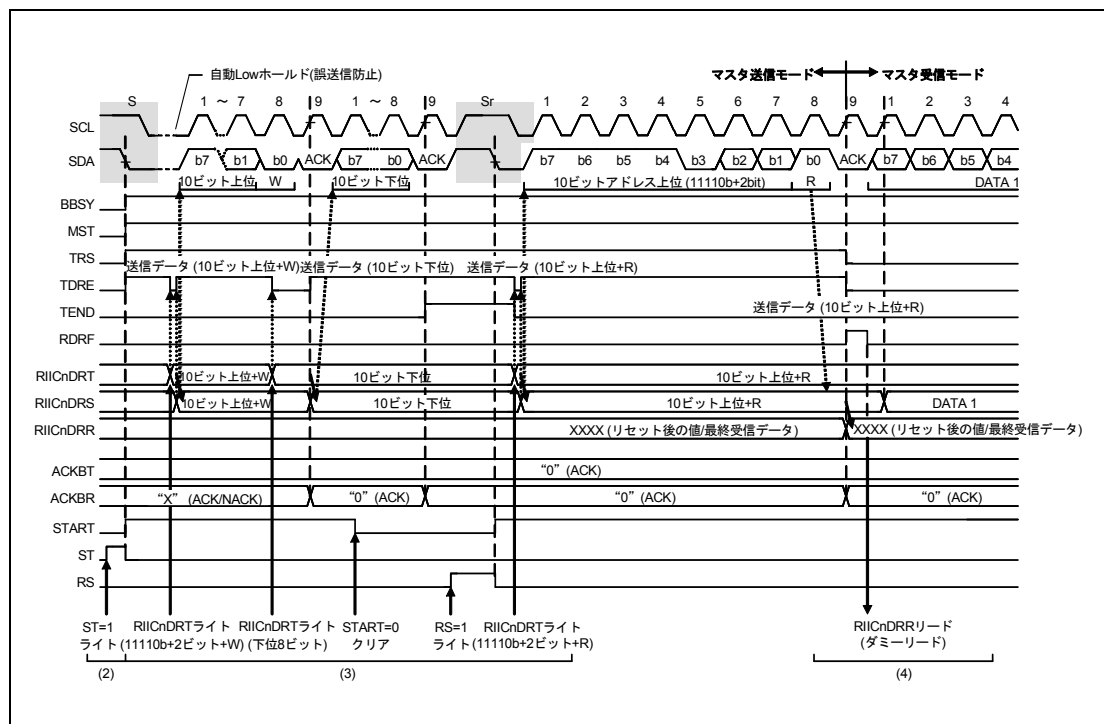 自動Lowホールド(誤送信防止)
マスタ送信モード マスタ受信モード
S 1 ～ 7 8 9 1 ～ 8 9 Sr 1 2 3 4 5 6 7 8 9 1 2 3 4
SCL
SDA b7 b1 b0 ACK b7 b0 ACK b7 b6 b5 b4 b3 b2 b1 b0 ACK b7 b6 b5 b4
10ビット上位 W 10ビット下位 10ビットアドレス上位 (11110b+2bit) R DATA 1
BBSY
MST
TRS
送信データ (10ビット上位+W) 送信データ (10ビット下位) 送信データ (10ビット上位+R)
TDRE
TEND
送信データ (10ビット上位+R)
RDRF
RIICnDRT 10ビット上位+W 10ビット下位 10ビット上位+R
RIICnDRS 10ビット上位+W 10ビット下位 10ビット上位+R DATA 1
RIICnDRR XXXX (リセット後の値/最終受信データ) XXXX (リセット後の値/最終受信データ)
ACKBT “0” (ACK)
ACKBR “X” (ACK/NACK) “0” (ACK) “0” (ACK) “0” (ACK)
START
ST
RS
ST=1 RIICnDRTライト RIICnDRTライト START=0 RS=1 RIICnDRTライト RIICnDRRリード
ライト (11110b+2ビット+W) (下位8ビット) クリア ライト (11110b+2ビット+R) (ダミーリード)
(2) (3) (4)